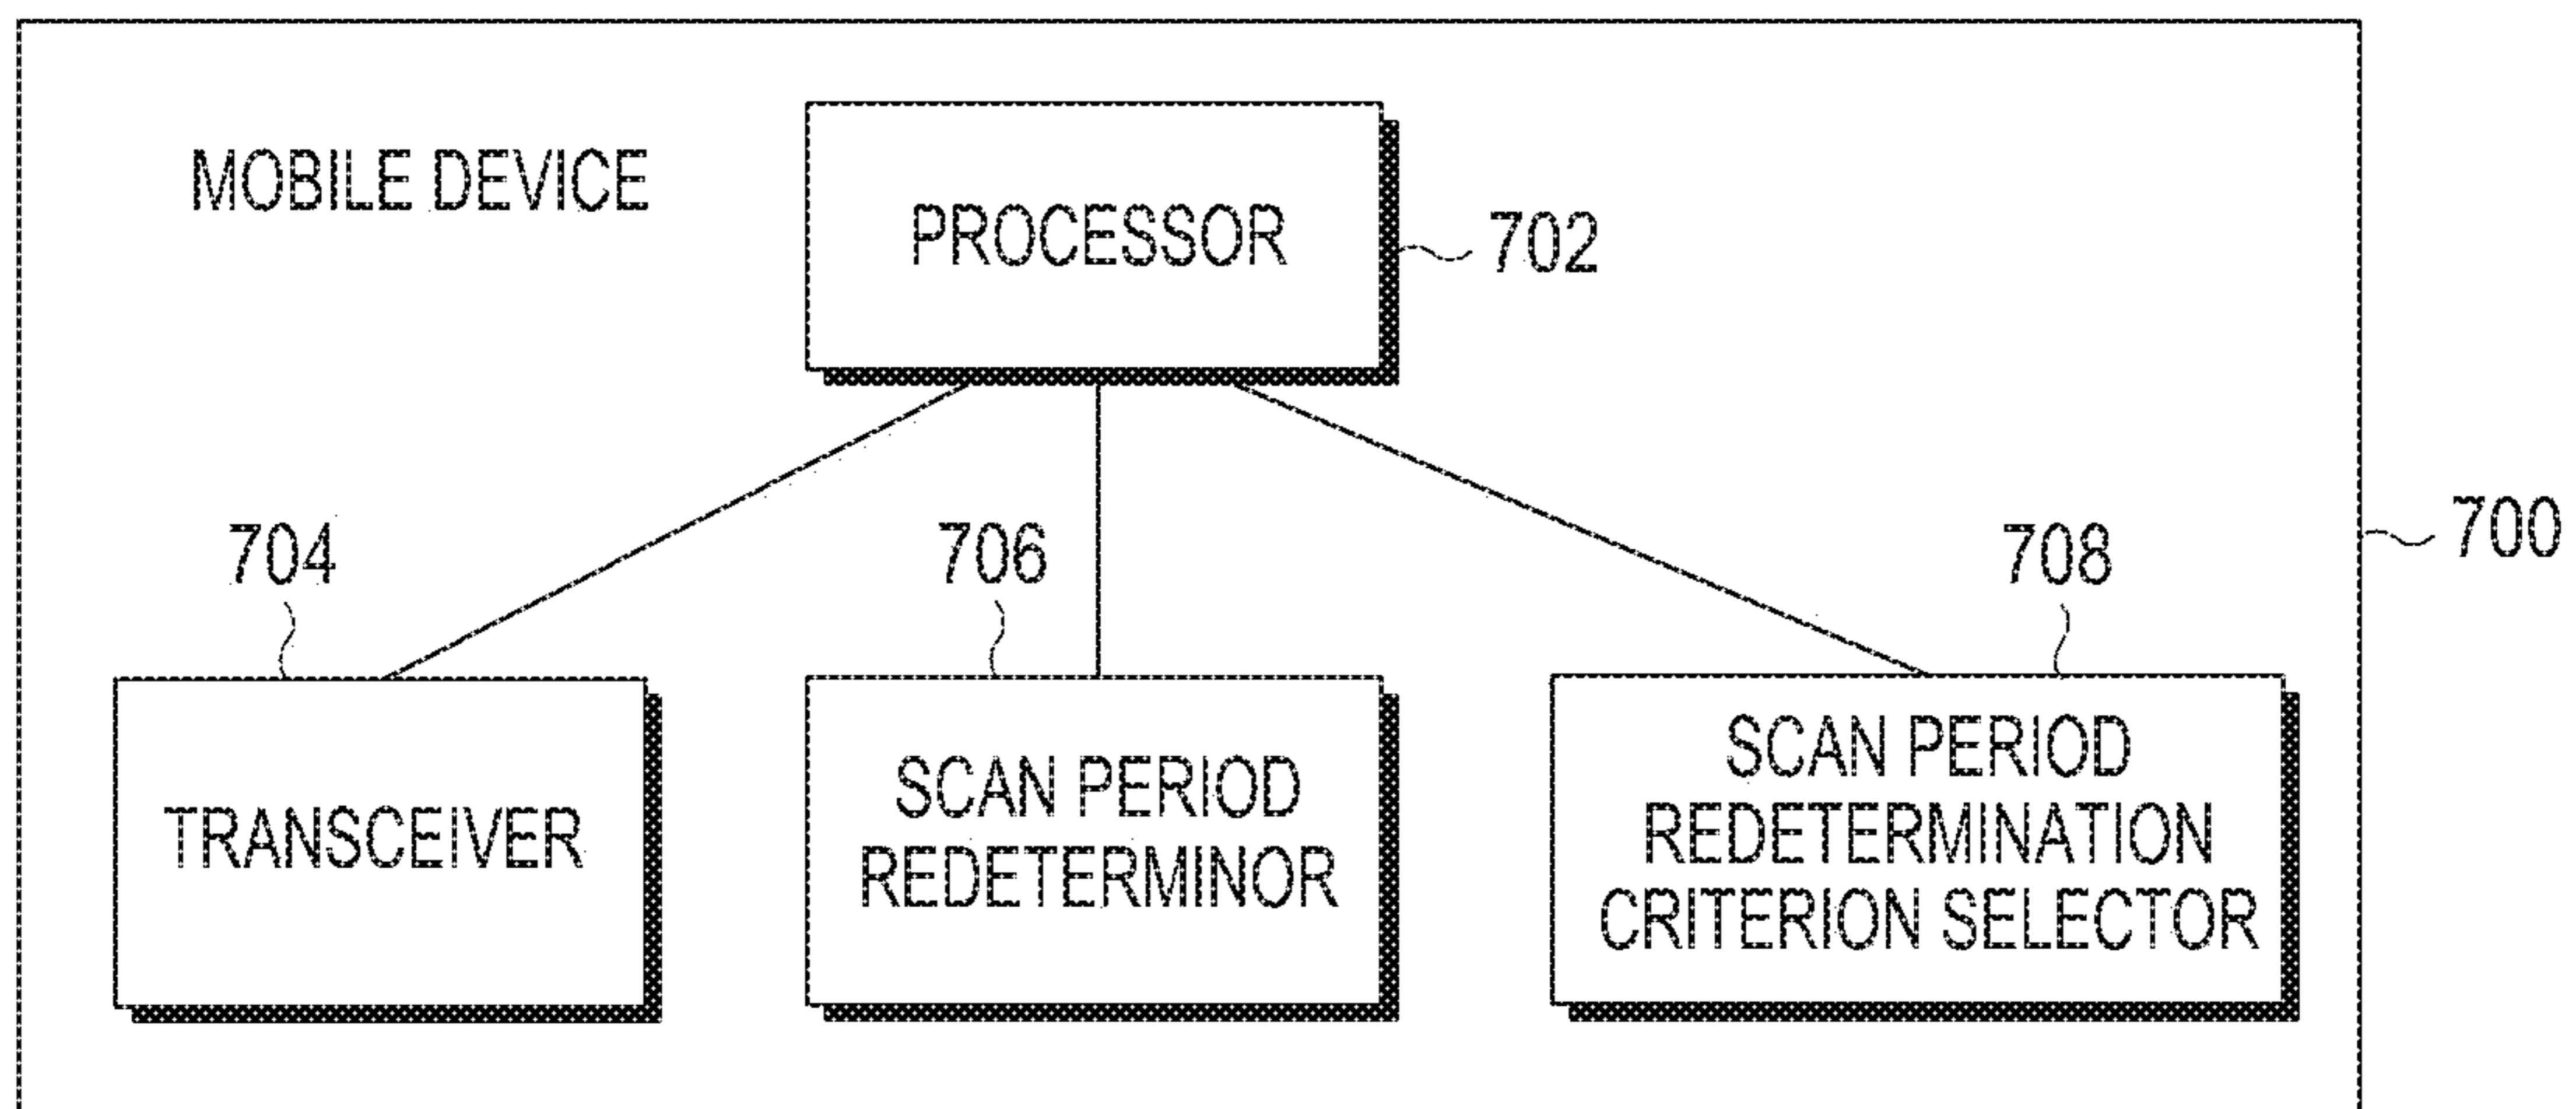 MOBILE DEVICE
PROCESSOR
702
704
706
708
700
TRANSCEIVER
SCAN PERIOD
REDETERMINOR
SCAN PERIOD
REDETERMINATION
CRITERION SELECTOR